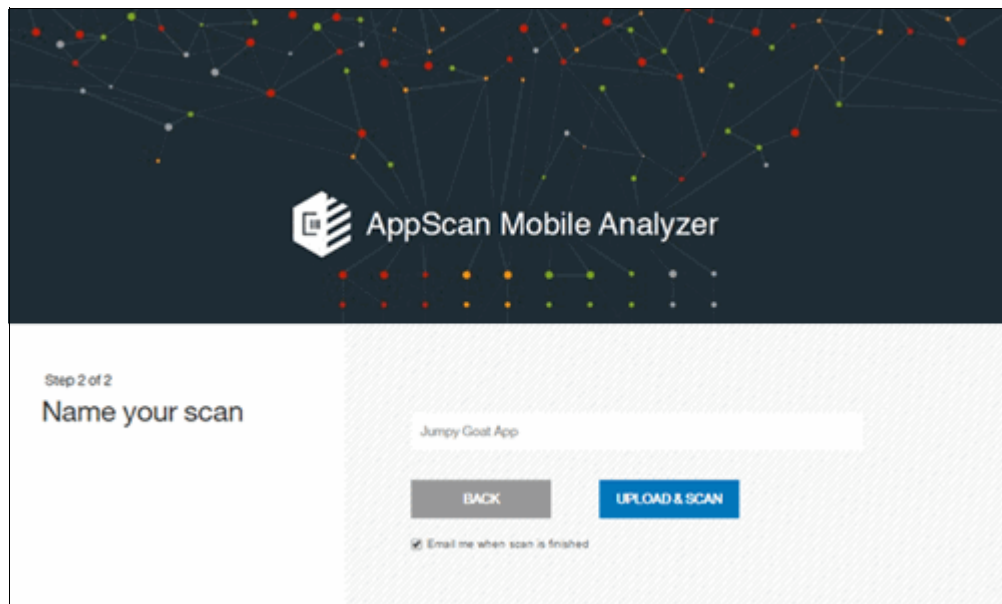 AppScan Mobile Analyzer
Step 2 of 2
Name your scan
Jumpy Goat App
BACK
UPLOAD & SCAN
Email me when scan is finished